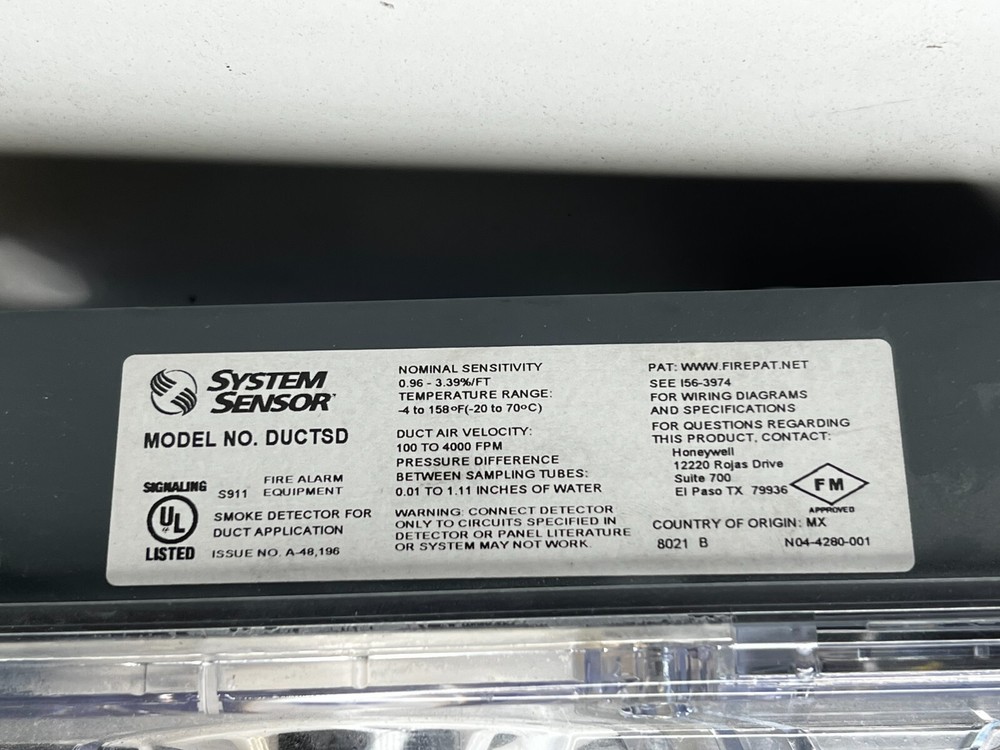 SYSTEM
SENSOR
MODEL NO. DUCTSD
SIGNALING
UL
LISTED
S911
FIRE ALARM
EQUIPMENT
SMOKE DETECTOR FOR
DUCT APPLICATION
ISSUE NO. A-48,196
NOMINAL SENSITIVITY
0.96 - 3.39%/FT
TEMPERATURE RANGE:
-4 to 158ºF(-20 to 70ºC)
DUCT AIR VELOCITY:
100 TO 4000 FPM
PRESSURE DIFFERENCE
BETWEEN SAMPLING TUBES:
0.01 TO 1.11 INCHES OF WATER
WARNING: CONNECT DETECTOR
ONLY TO CIRCUITS SPECIFIED IN
DETECTOR OR PANEL LITERATURE
OR SYSTEM MAY NOT WORK.
PAT: WWW.FIREPAT.NET
SEE I56-3974
FOR WIRING DIAGRAMS
AND SPECIFICATIONS
FOR QUESTIONS REGARDING
THIS PRODUCT, CONTACT:
Honeywell
12220 Rojas Drive
Suite 700
El Paso TX 79936
FM
APPROVED
COUNTRY OF ORIGIN: MX
8021 B N04-4280-001